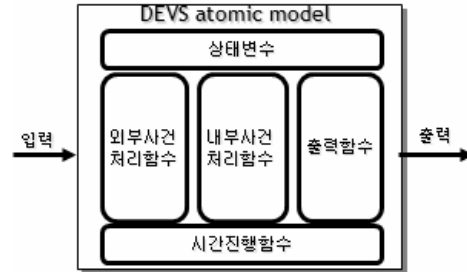 DEVS atomic model
상태변수
입력
외부사건
처리함수
내부사건
처리함수
출력함수
출력
시간진행함수